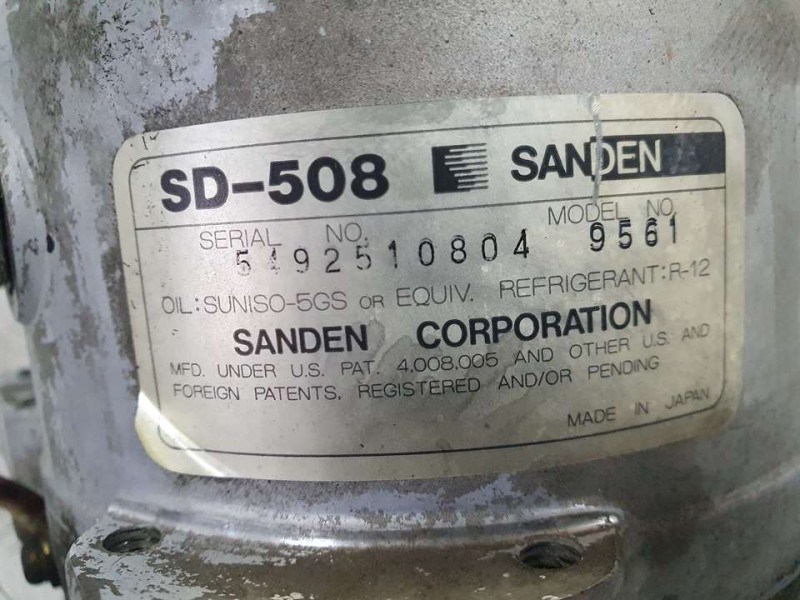 SD-508 SANDEN
SERIAL NO. MODEL NO.
5492510804 9561
OIL: SUNISO-5GS OR EQUIV. REFRIGERANT: R-12
SANDEN CORPORATION
MFD. UNDER U.S. PAT. 4.008.005 AND OTHER U.S. AND
FOREIGN PATENTS, REGISTERED AND/OR PENDING
MADE IN JAPAN